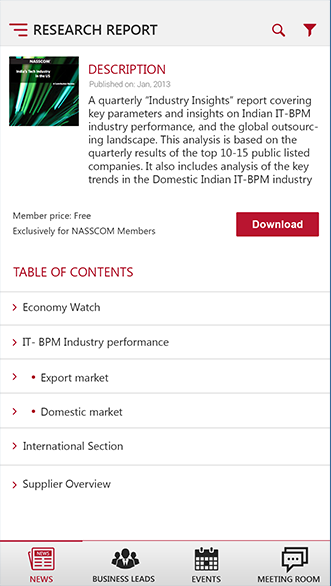 RESEARCH REPORT
NASSCOM
India's Tech Industry
in the US
DESCRIPTION
Published on: Jan, 2013
A quarterly "Industry Insights" report covering
key parameters and insights on Indian IT-BPM
industry performance, and the global outsourc-
ing landscape. This analysis is based on the
quarterly results of the top 10-15 public listed
companies. It also includes analysis of the key
trends in the Domestic Indian IT-BPM industry
Member price: Free
Exclusively for NASSCOM Members
Download
TABLE OF CONTENTS
Economy Watch
IT- BPM Industry performance
• Export market
• Domestic market
International Section
Supplier Overview
NEWS
NEWS
BUSINESS LEADS
EVENTS
MEETING ROOM